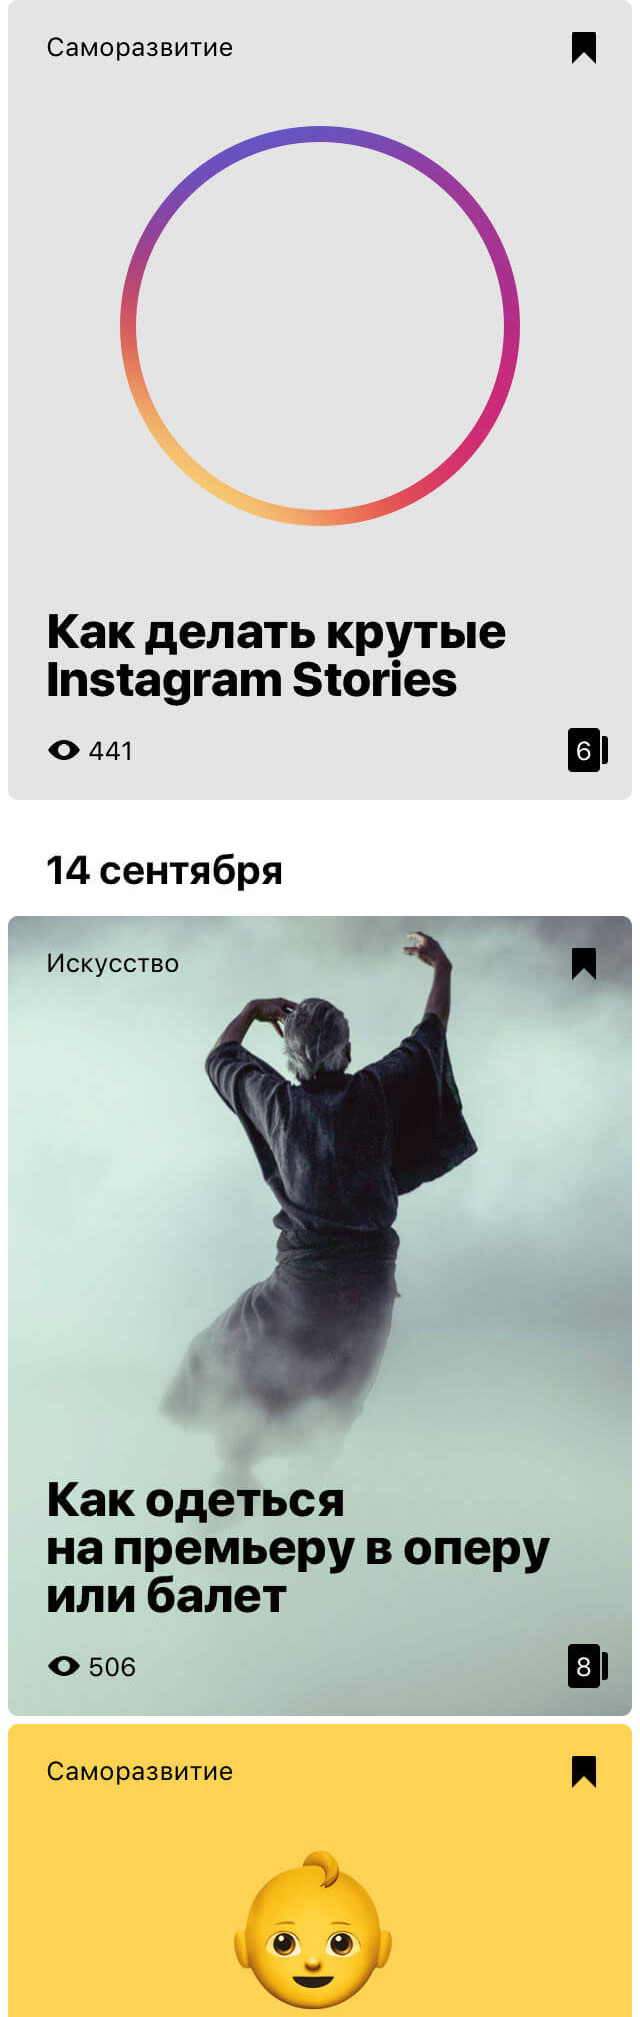 Саморазвитие
Как делать крутые
Instagram Stories
441
6
14 сентября
Искусство
Как одеться
на премьеру в оперу
или балет
506
8
Саморазвитие